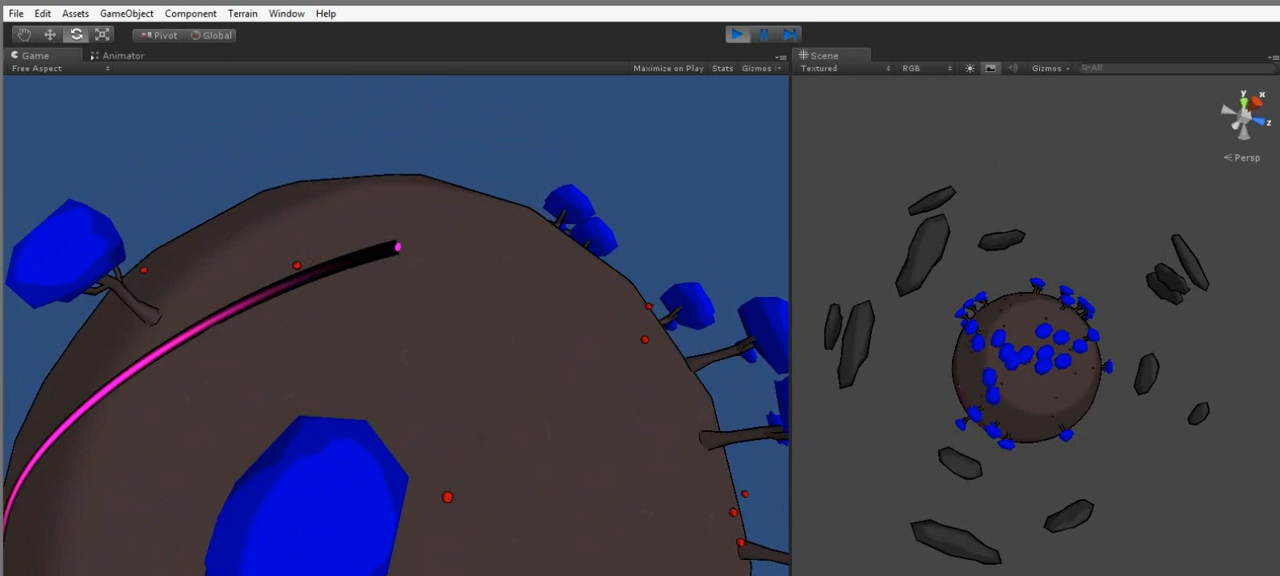 File Edit Assets GameObject Component Terrain Window Help
Pivot Global
Game Animator
Free Aspect Maximize on Play Stats Gizmos
Scene
Textured RGB Gizmos All
y x
z
Persp